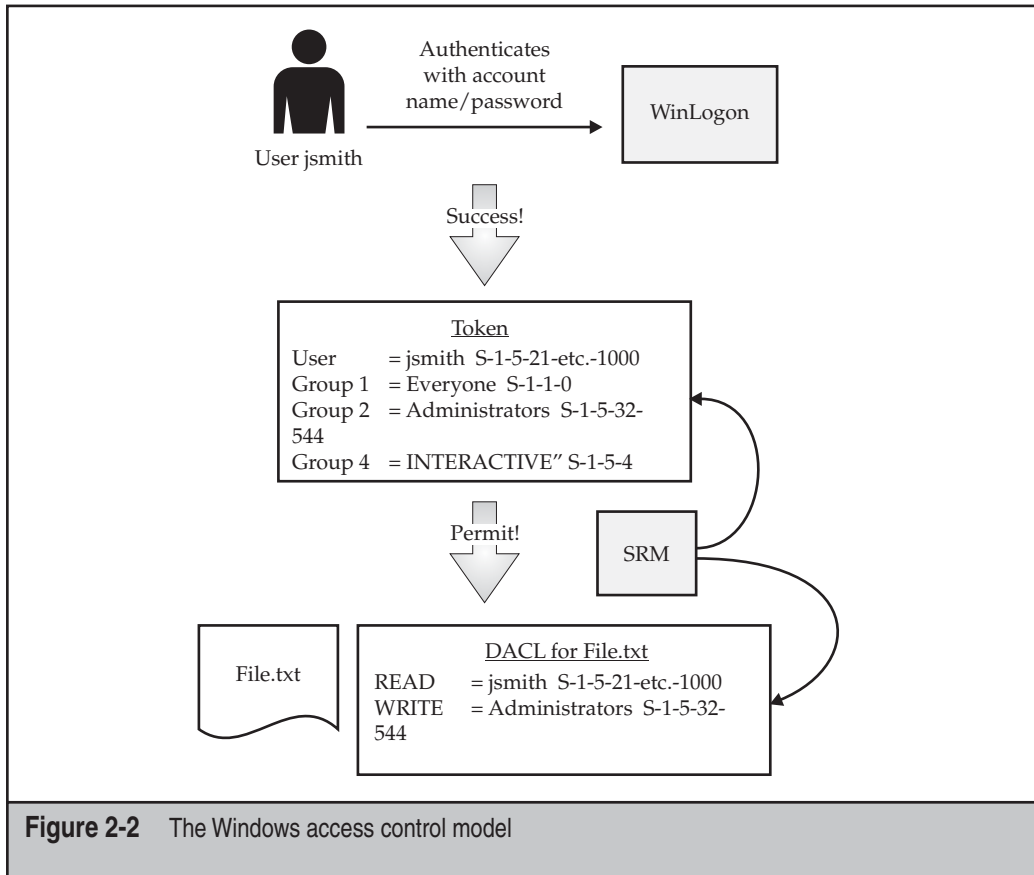 Authenticates
with account
name/password
WinLogon
User jsmith
Success!
Token
User = jsmith S-1-5-21-etc.-1000
Group 1 = Everyone S-1-1-0
Group 2 = Administrators S-1-5-32-
544
Group 4 = INTERACTIVE” S-1-5-4
Permit!
SRM
File.txt
DACL for File.txt
READ = jsmith S-1-5-21-etc.-1000
WRITE = Administrators S-1-5-32-
544
Figure 2-2 The Windows access control model